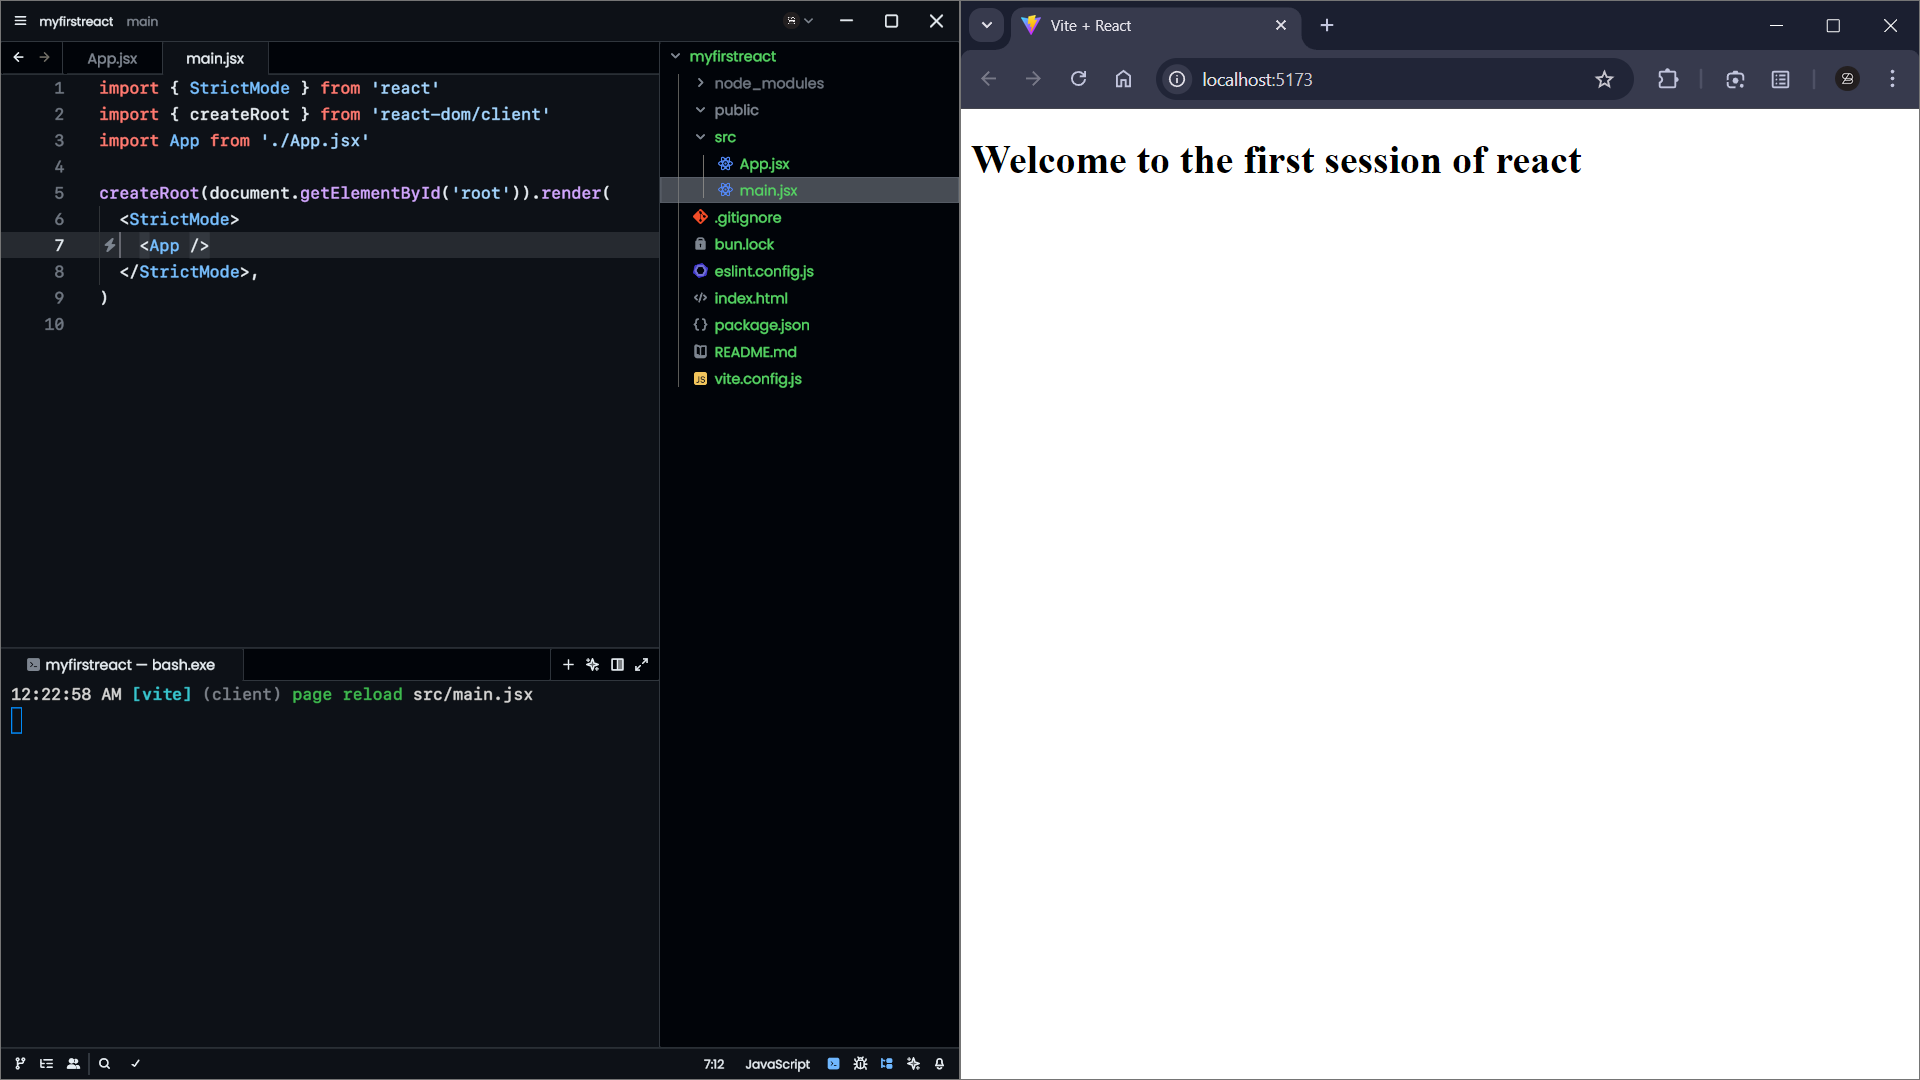 myfirstreact main
App.jsx main.jsx
1 import { StrictMode } from 'react'
2 import { createRoot } from 'react-dom/client'
3 import App from './App.jsx'
4
5 createRoot(document.getElementById('root')).render(
6 <StrictMode>
7 <App />
8 </StrictMode>,
9 )
10
myfirstreact
node_modules
public
src
App.jsx
main.jsx
.gitignore
bun.lock
eslint.config.js
index.html
package.json
README.md
JS vite.config.js
myfirstreact — bash.exe
12:22:58 AM [vite] (client) page reload src/main.jsx
7:12 JavaScript
Vite + React
localhost:5173
Welcome to the first session of react